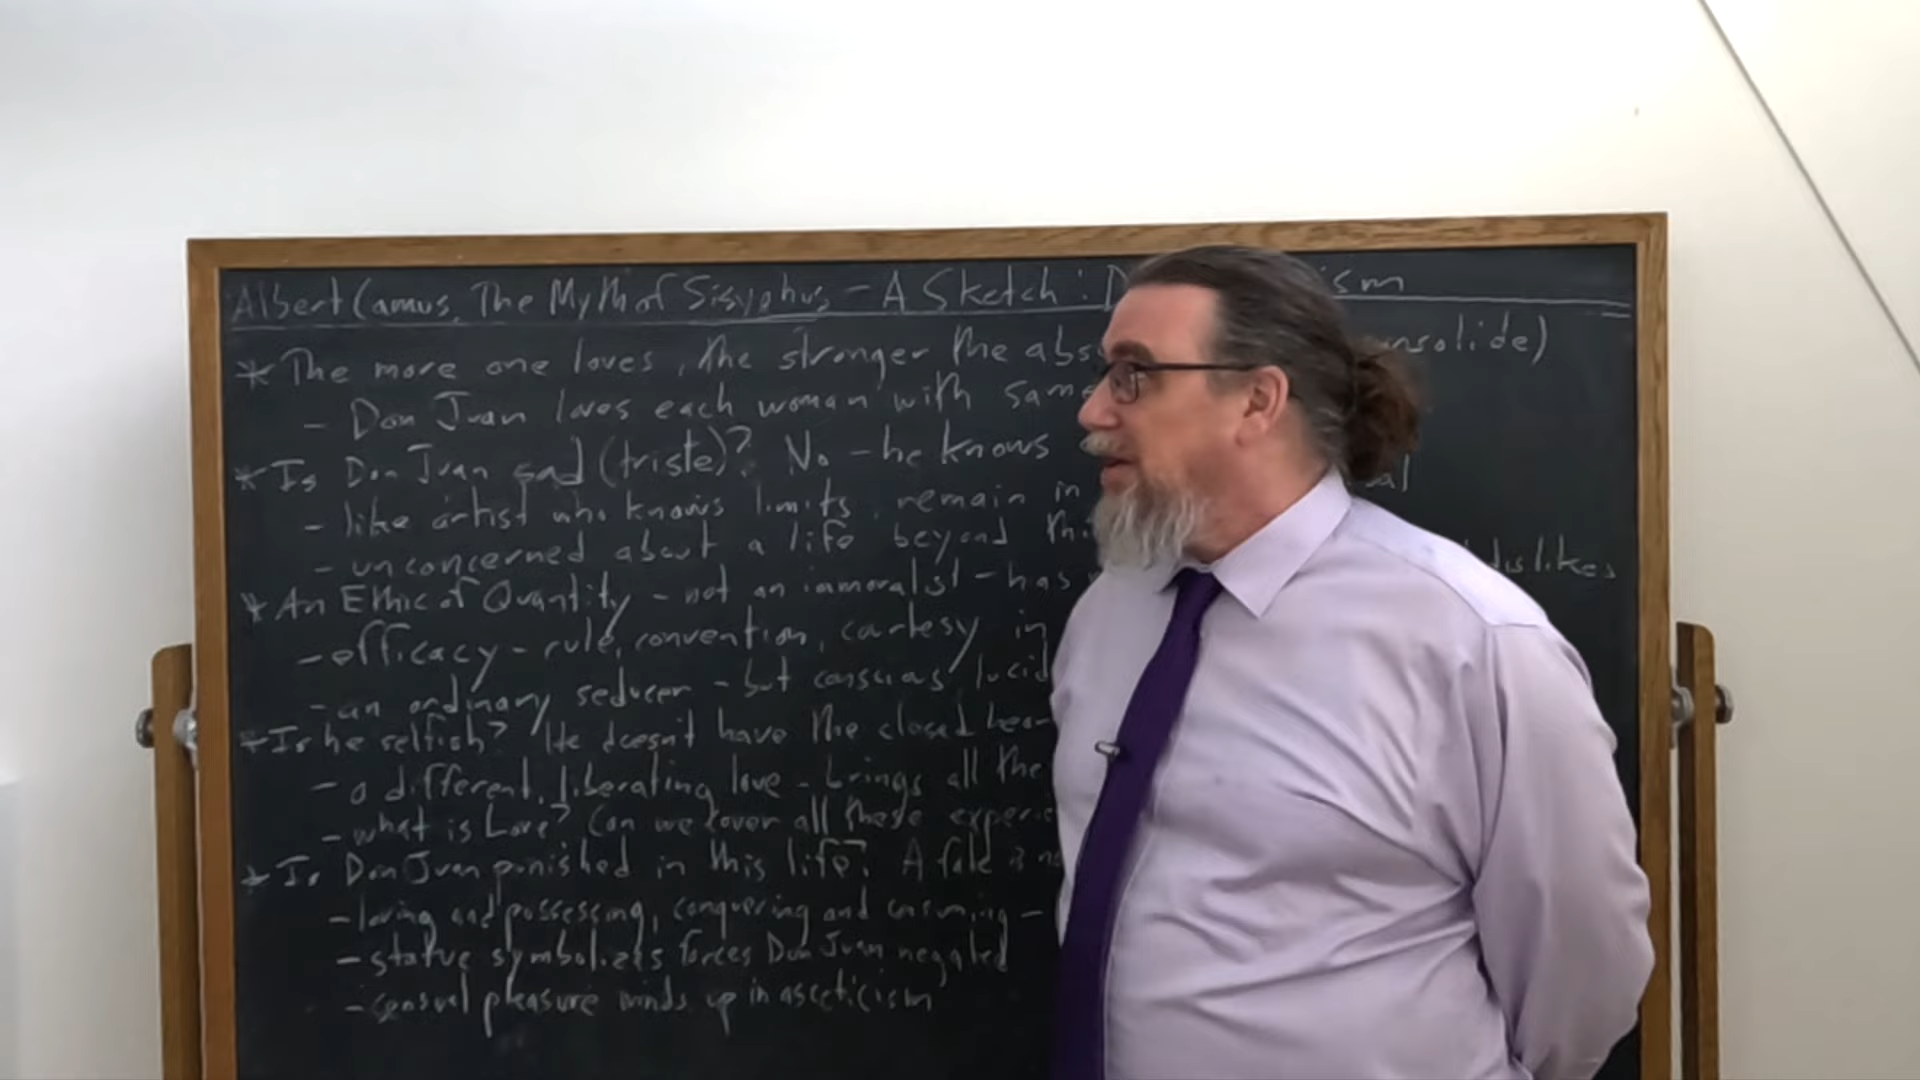 Albert Camus, The Myth of Sisyphus - A Sketch : D ism
* The more one loves, the stronger the abs nsolide)
- Don Juan loves each woman with same
* Is Don Juan sad (triste)? No - he knows
- like artist who knows limits, remain in al
- unconcerned about a life beyond thi
* An Ethic of Quantity - not an immoralist - has dislikes
- efficacy - rule, convention, cortesy in
- an ordinary seducer - but conscious lucid
* Is he selfish? He doesn't have the closed hear
- a different, liberating love - brings all the
- what is Love? Can we cover all these experie
* Is Don Juan punished in this life? A fate is no
- loving and possessing, conquering and consuming -
- statue symbolizes forces Don Juan negated
- sensual pleasure winds up in asceticism